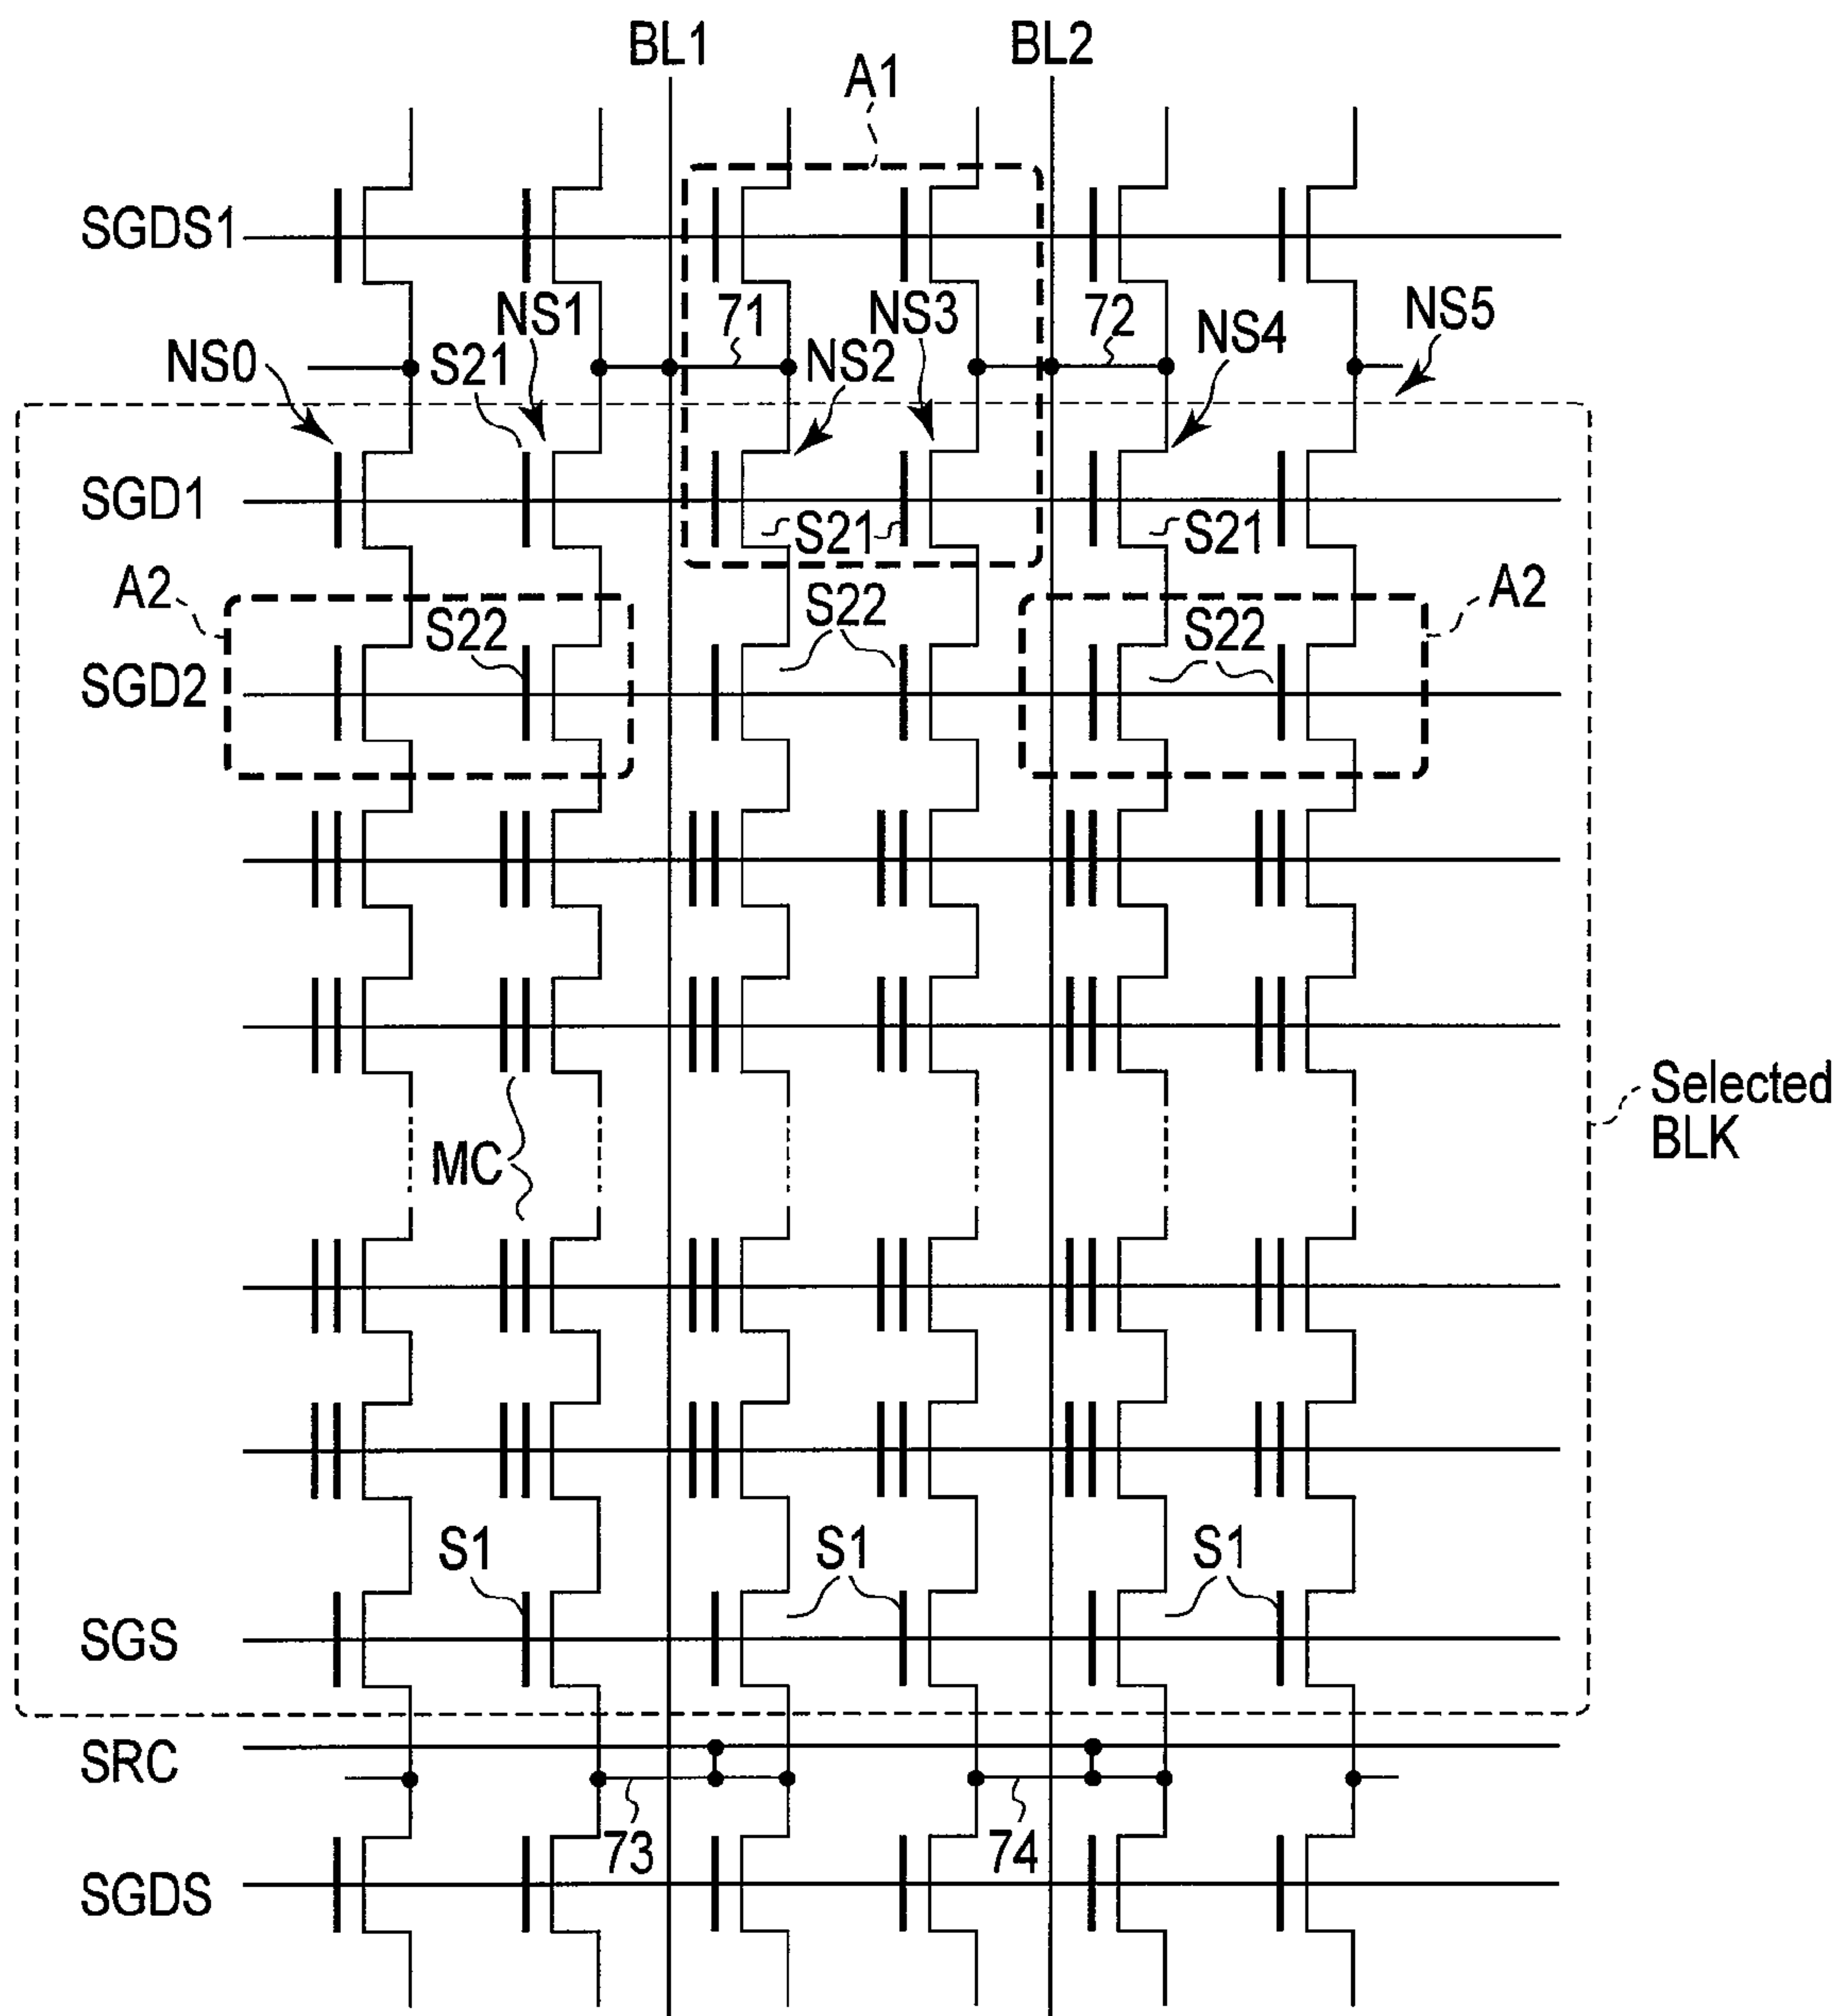 BL1
BL2
A1
SGDS1
NS1
71
NS3
72
NS5
NS0
S21
NS2
NS4
SGD1
S21
S21
A2
S22
S22
S22
A2
SGD2
MC
Selected
BLK
S1
S1
S1
SGS
SRC
73
74
SGDS